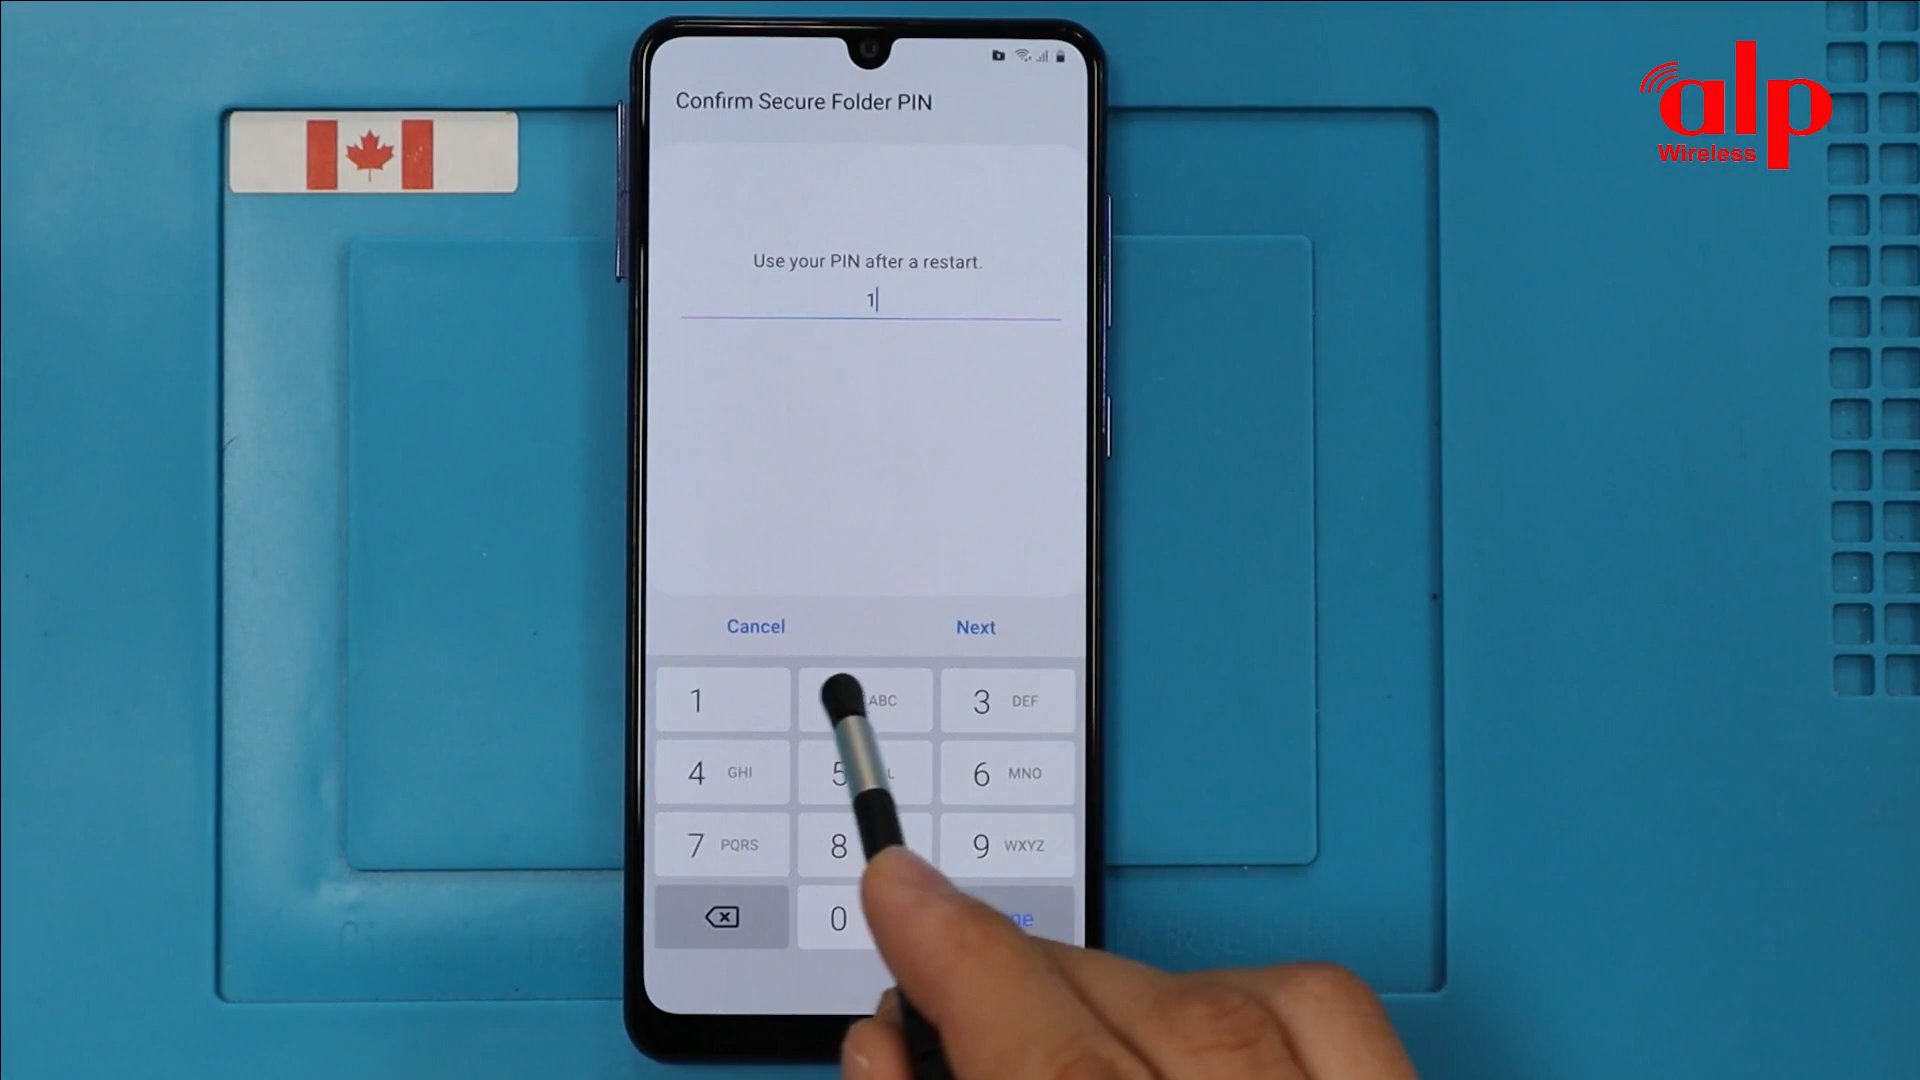 Confirm Secure Folder PIN
alp
Wireless
Use your PIN after a restart.
1
Cancel
Next
1
ABC
3 DEF
4 GHI
5
6 MNO
7 PQRS
8
9 WXYZ
0